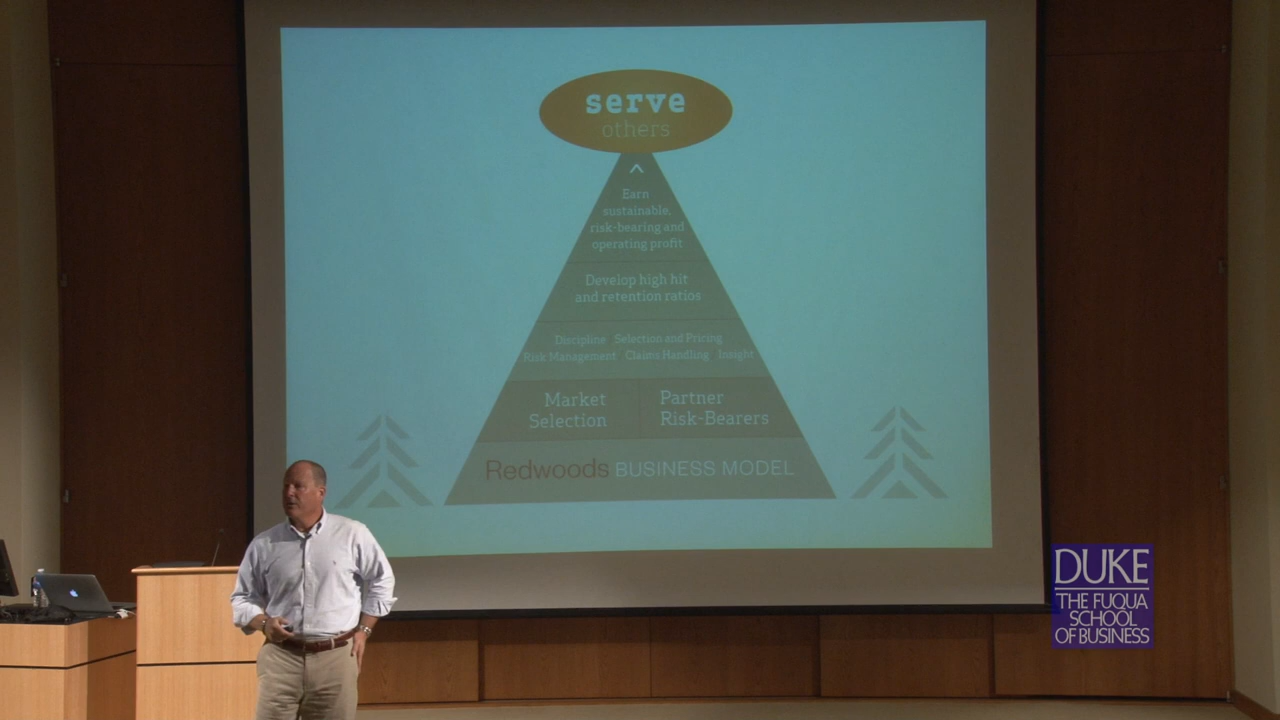 serve
others
Earn
sustainable,
risk-bearing and
operating profit
Develop high hit
and retention ratios
Discipline Selection and Pricing
Risk Management Claims Handling Insight
Market
Selection
Partner
Risk-Bearers
Redwoods BUSINESS MODEL
DUKE
THE FUQUA
SCHOOL
OF BUSINESS